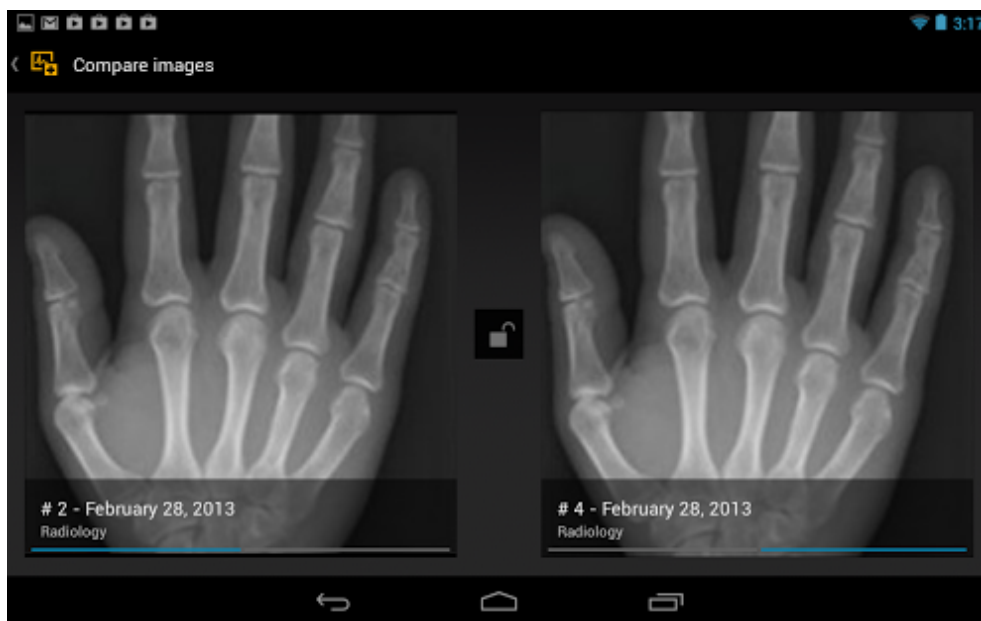 3:17
Compare images
# 2 - February 28, 2013
Radiology
# 4 - February 28, 2013
Radiology